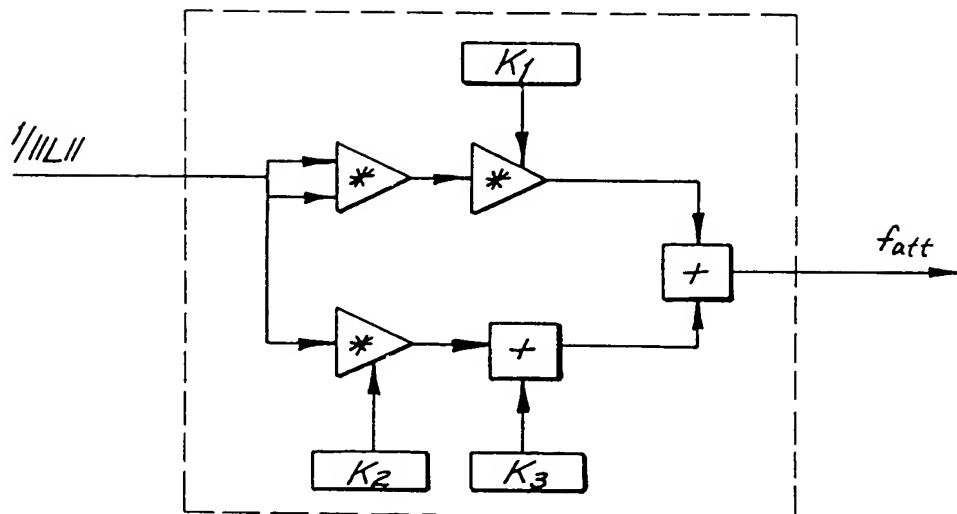 K1
1/||L||
*
*
+
fatt
*
+
K2
K3